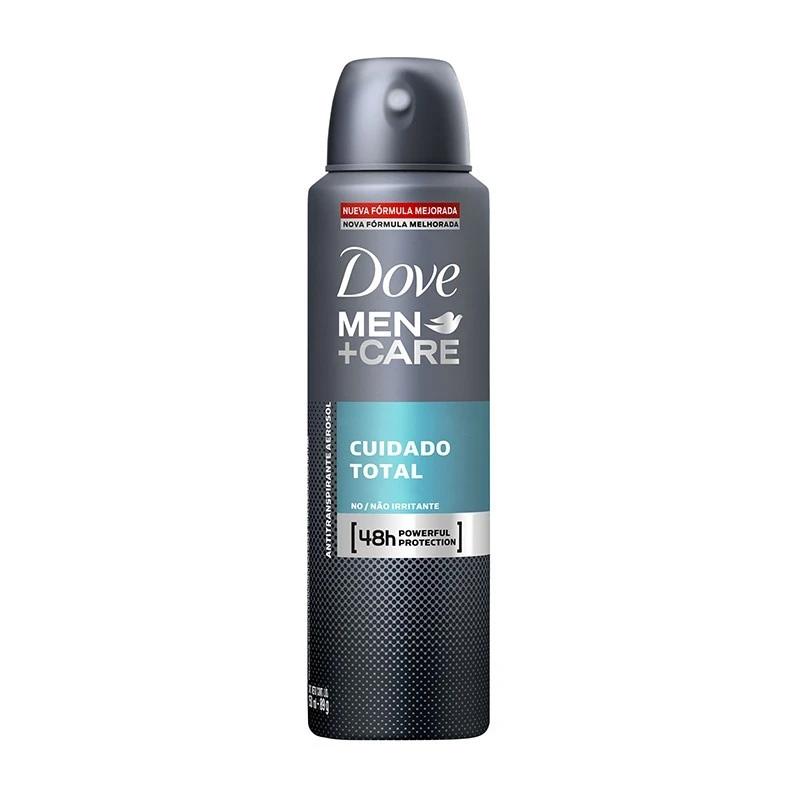 NUEVA FÓRMULA MEJORADA
NOVA FÓRMULA MELHORADA
Dove
MEN
+CARE
ANTITRANSPIRANTE AEROSOL
CUIDADO
TOTAL
NO / NÃO IRRITANTE
[48h POWERFUL PROTECTION]
89 g